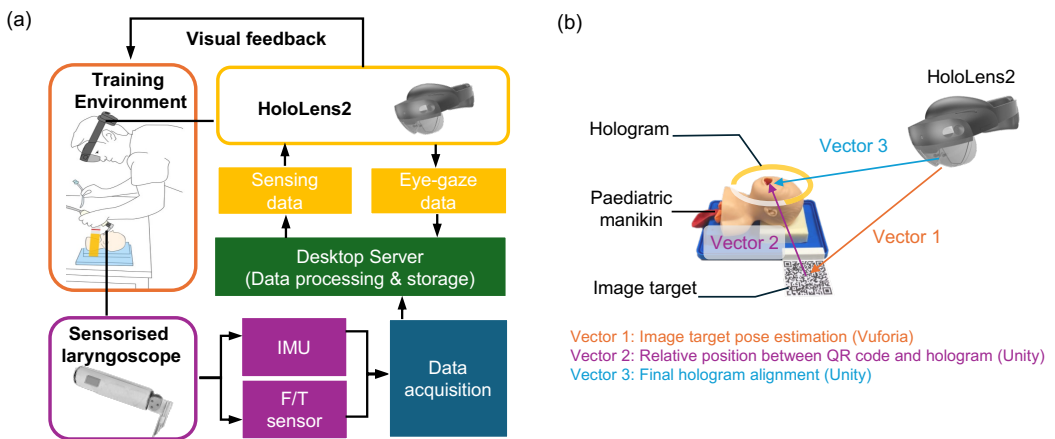 (a)
Visual feedback
Training
Environment
HoloLens2
Sensing
data
Eye-gaze
data
Desktop Server
(Data processing & storage)
Sensorised
laryngoscope
IMU
F/T
sensor
Data
acquisition
(b)
HoloLens2
Hologram
Vector 3
Paediatric
manikin
Vector 2
Vector 1
Image target
Vector 1: Image target pose estimation (Vuforia)
Vector 2: Relative position between QR code and hologram (Unity)
Vector 3: Final hologram alignment (Unity)